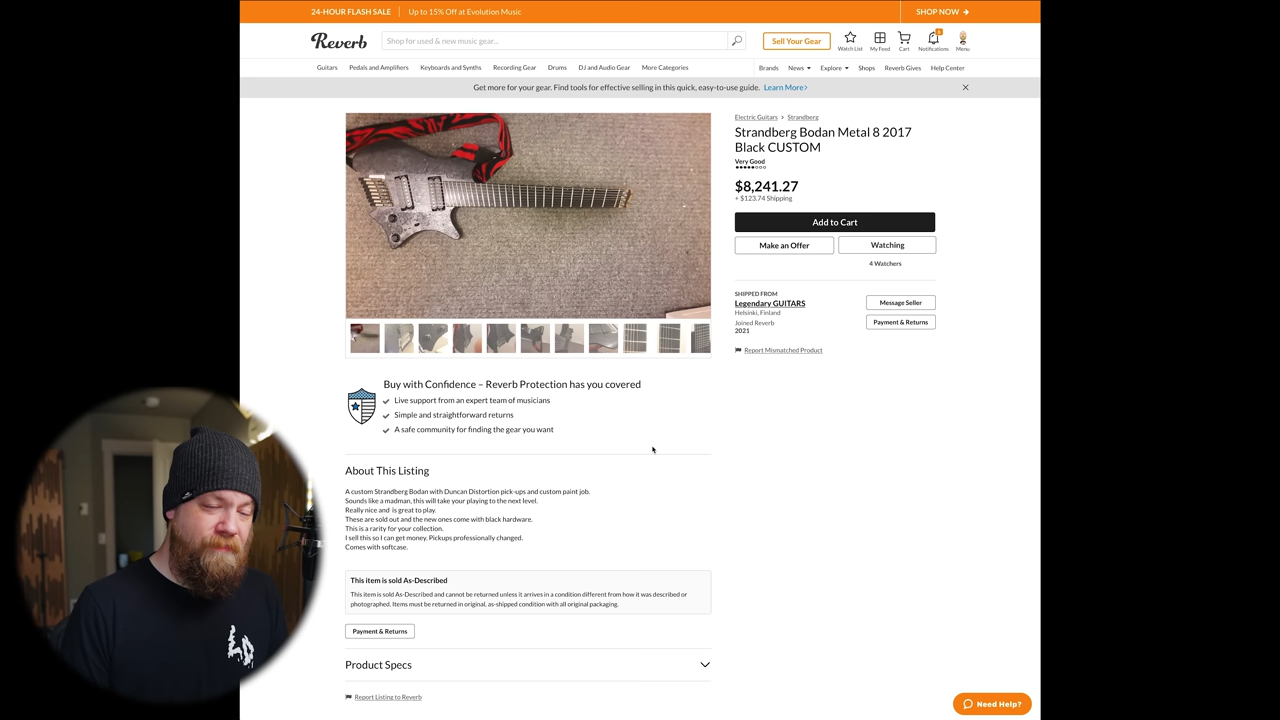 24-HOUR FLASH SALE
Up to 15% Off at Evolution Music
SHOP NOW →
Reverb
Shop for used & new music gear...
Sell Your Gear
Watch List
My Feed
Cart
Notifications
Menu
Guitars
Pedals and Amplifiers
Keyboards and Synths
Recording Gear
Drums
DJ and Audio Gear
More Categories
Brands
News
Explore
Shops
Reverb Gives
Help Center
Get more for your gear. Find tools for effective selling in this quick, easy-to-use guide. Learn More>
Electric Guitars > Strandberg
Strandberg Bodan Metal 8 2017
Black CUSTOM
Very Good
$8,241.27
+ $123.74 Shipping
Add to Cart
Make an Offer
Watching
4 Watchers
SHIPPED FROM
Legendary GUITARS
Helsinki, Finland
Joined Reverb
2021
Message Seller
Payment & Returns
Report Mismatched Product
Buy with Confidence – Reverb Protection has you covered
Live support from an expert team of musicians
Simple and straightforward returns
A safe community for finding the gear you want
About This Listing
A custom Strandberg Bodan with Duncan Distortion pick-ups and custom paint job.
Sounds like a madman, this will take your playing to the next level.
Really nice and is great to play.
These are sold out and the new ones come with black hardware.
This is a rarity for your collection.
I sell this so I can get money. Pickups professionally changed.
Comes with softcase.
This item is sold As-Described
This item is sold As-Described and cannot be returned unless it arrives in a condition different from how it was described or
photographed. Items must be returned in original, as-shipped condition with all original packaging.
Payment & Returns
Product Specs
Report Listing to Reverb
Need Help?